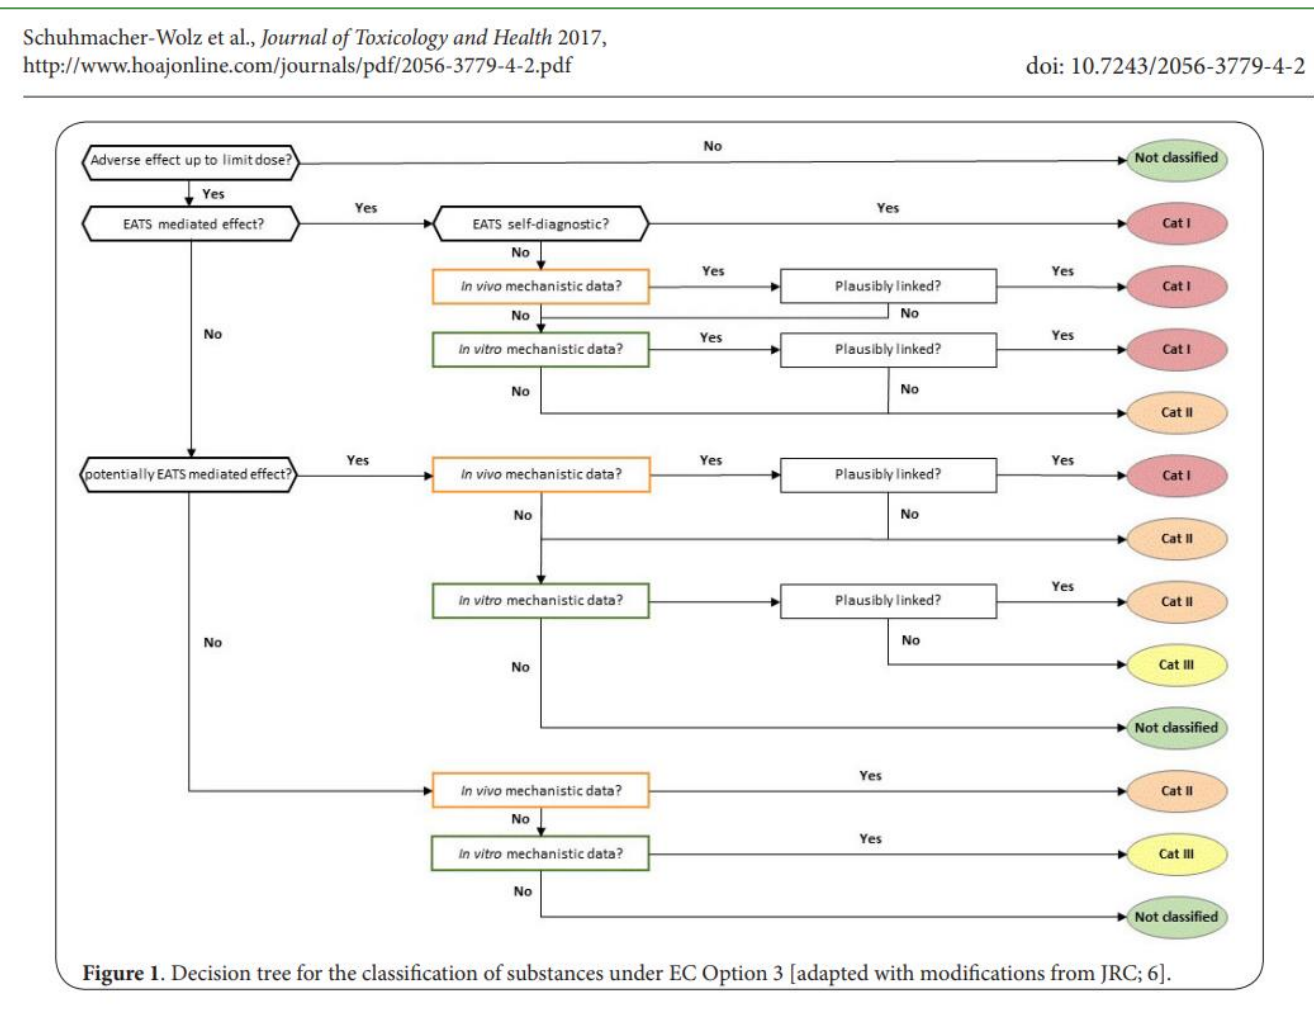 Schuhmacher-Wolz et al., Journal of Toxicology and Health 2017,
http://www.hoajonline.com/journals/pdf/2056-3779-4-2.pdf
doi: 10.7243/2056-3779-4-2
Adverse effect up to limit dose?
No
Not classified
Yes
EATS mediated effect?
Yes
EATS self-diagnostic?
Yes
Cat I
No
In vivo mechanistic data?
Yes
Plausibly linked?
Yes
Cat I
No
No
No
In vitro mechanistic data?
Yes
Plausibly linked?
Yes
Cat I
No
No
Cat II
potentially EATS mediated effect?
Yes
In vivo mechanistic data?
Yes
Plausibly linked?
Yes
Cat I
No
No
Cat II
In vitro mechanistic data?
Plausibly linked?
Yes
Cat II
No
No
No
Cat III
Not classified
In vivo mechanistic data?
Yes
Cat II
No
In vitro mechanistic data?
Yes
Cat III
No
Not classified
Figure 1. Decision tree for the classification of substances under EC Option 3 [adapted with modifications from JRC; 6].